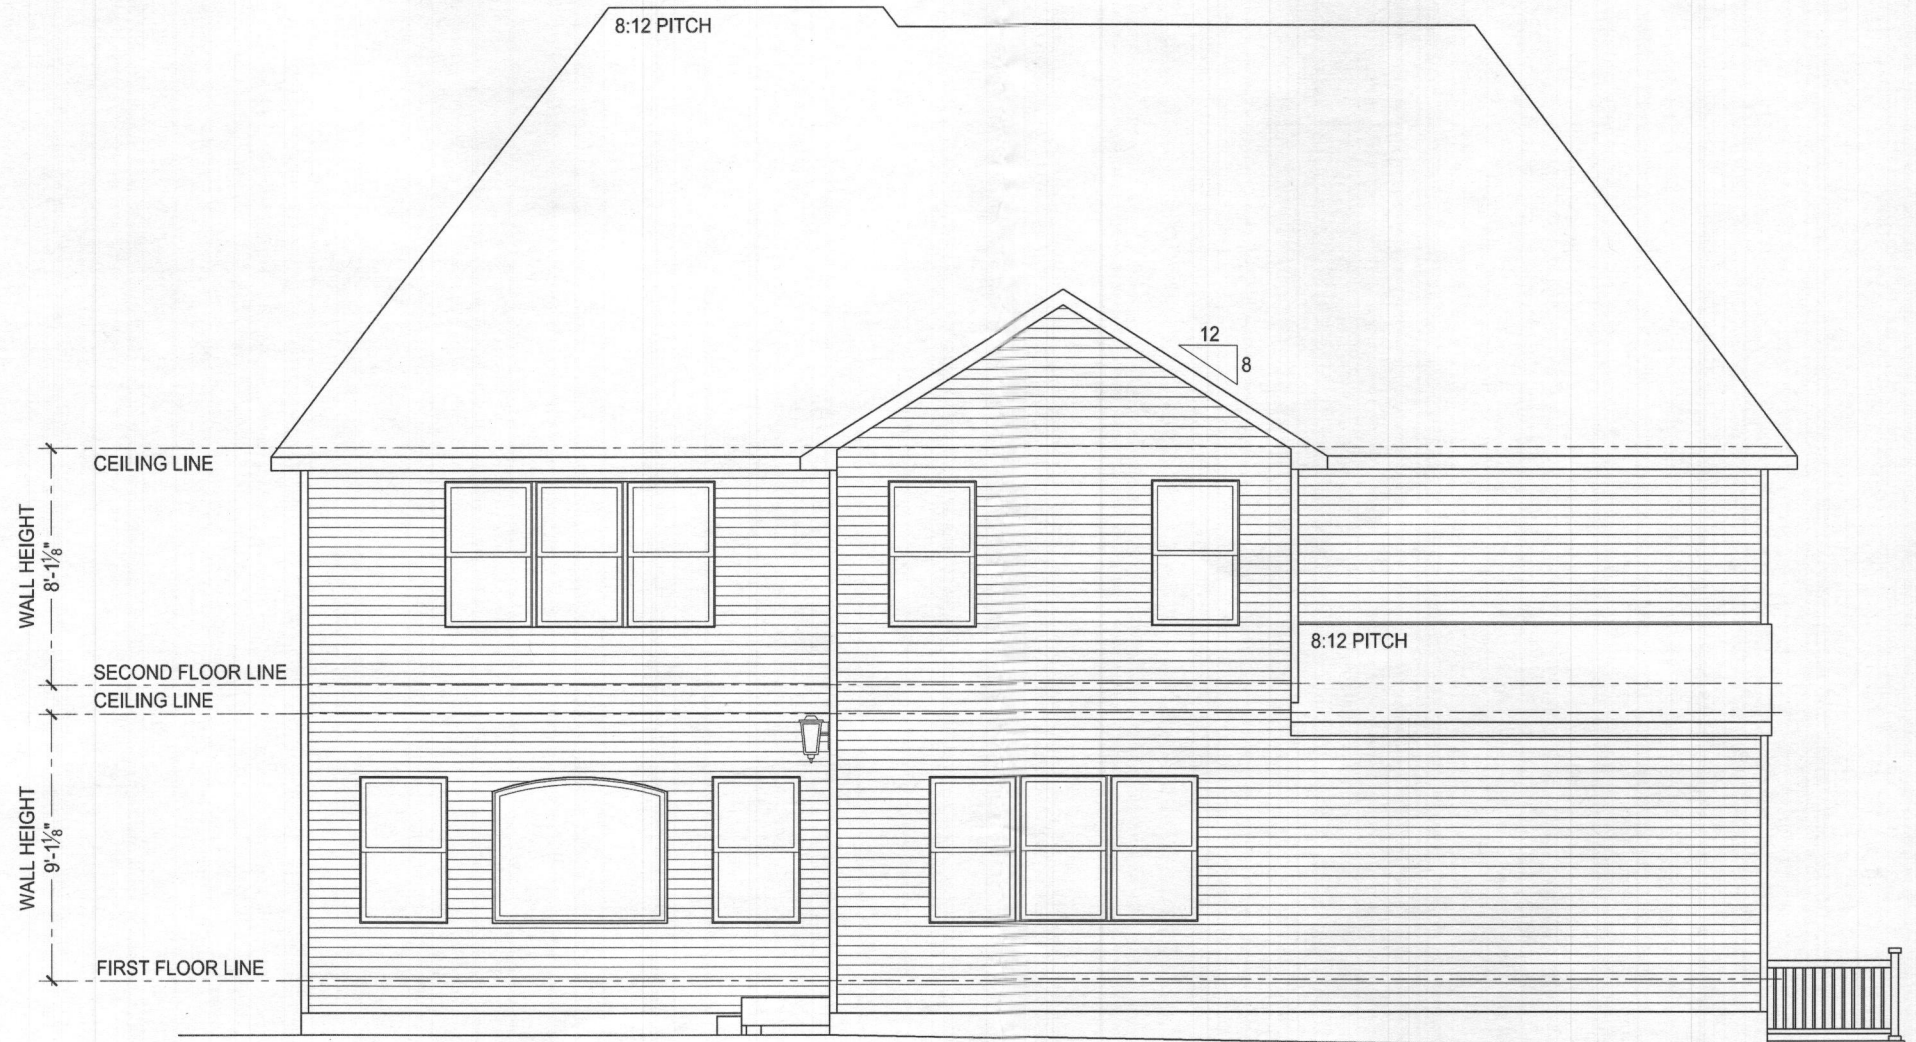 8:12 PITCH
12
8
CEILING LINE
WALL HEIGHT
8'-1⅛"
8:12 PITCH
SECOND FLOOR LINE
CEILING LINE
WALL HEIGHT
9'-1⅛"
FIRST FLOOR LINE